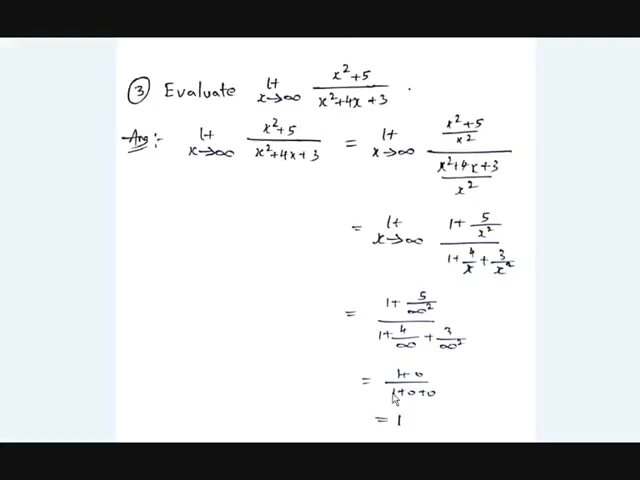 ③ Evaluate lt x→∞ (x²+5)/(x²+4x+3) .
Ans:- lt x→∞ (x²+5)/(x²+4x+3) = lt x→∞ ((x²+5)/x²)/((x²+4x+3)/x²)
= lt x→∞ (1+5/x²)/(1+4/x+3/x²)
= (1+5/∞²)/(1+4/∞+3/∞²)
= (1+0)/(1+0+0)
= 1